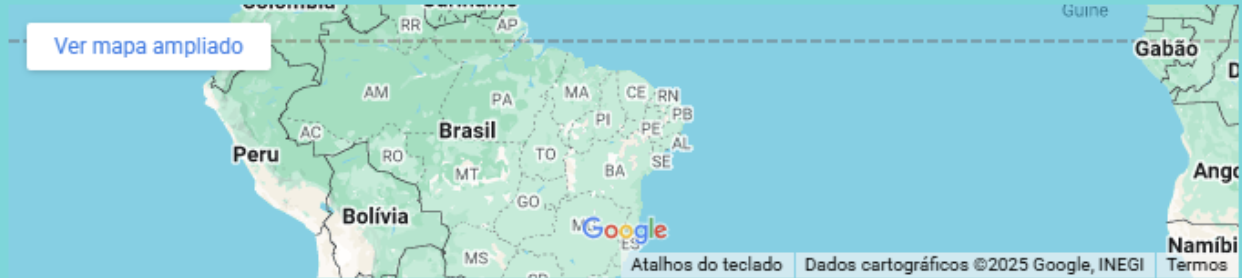 Colombia
Suriname
Guine
RR
AP
Ver mapa ampliado
Gabão
AM
PA
MA
CE
RN
PB
PI
PE
AC
Brasil
AL
Peru
RO
TO
SE
MT
BA
Ango
GO
Bolívia
Google
ES
Namíbi
MS
Atalhos do teclado
Dados cartográficos ©2025 Google, INEGI
Termos